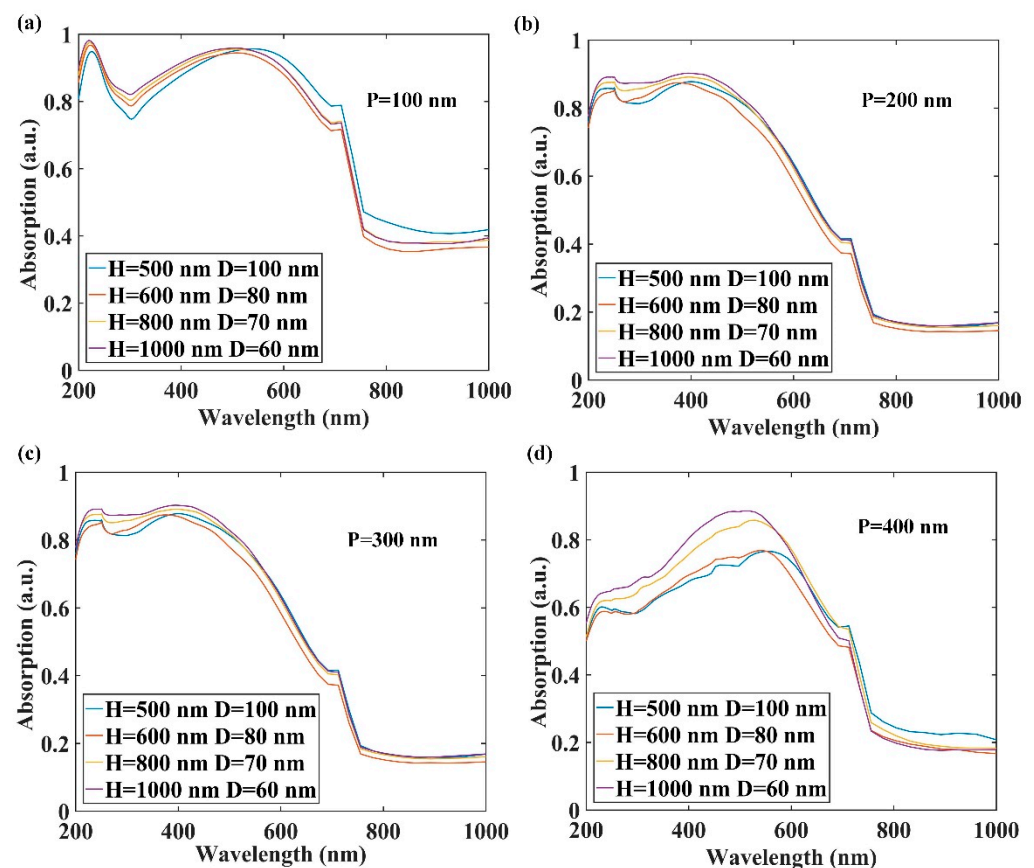 (a)
Absorption (a.u.)
1
0.8
0.6
0.4
0.2
0
P=100 nm
H=500 nm D=100 nm
H=600 nm D=80 nm
H=800 nm D=70 nm
H=1000 nm D=60 nm
200 400 600 800 1000
Wavelength (nm)
(b)
Absorption (a.u.)
1
0.8
0.6
0.4
0.2
0
P=200 nm
H=500 nm D=100 nm
H=600 nm D=80 nm
H=800 nm D=70 nm
H=1000 nm D=60 nm
200 400 600 800 1000
Wavelength (nm)
(c)
Absorption (a.u.)
1
0.8
0.6
0.4
0.2
0
P=300 nm
H=500 nm D=100 nm
H=600 nm D=80 nm
H=800 nm D=70 nm
H=1000 nm D=60 nm
200 400 600 800 1000
Wavelength (nm)
(d)
Absorption (a.u.)
1
0.8
0.6
0.4
0.2
0
P=400 nm
H=500 nm D=100 nm
H=600 nm D=80 nm
H=800 nm D=70 nm
H=1000 nm D=60 nm
200 400 600 800 1000
Wavelength (nm)